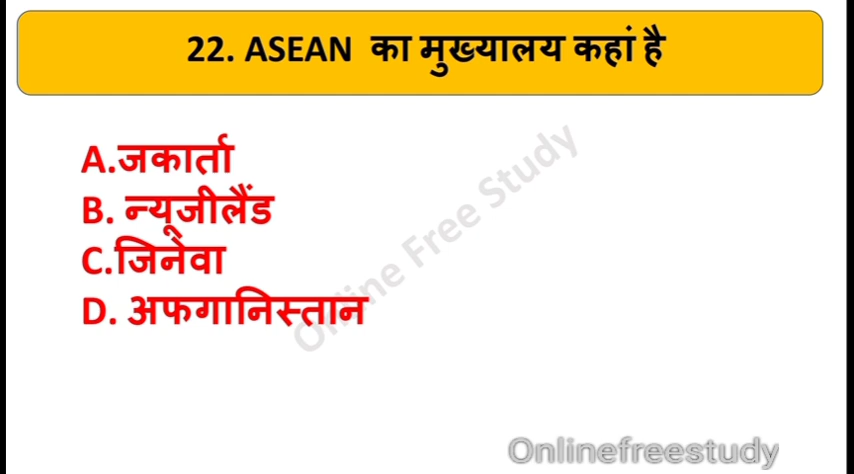 22. ASEAN का मुख्यालय कहां है
A.जकार्ता
B. न्यूजीलैंड
C.जिनेवा
D. अफगानिस्तान
Online Free Study
Onlinefreestudy